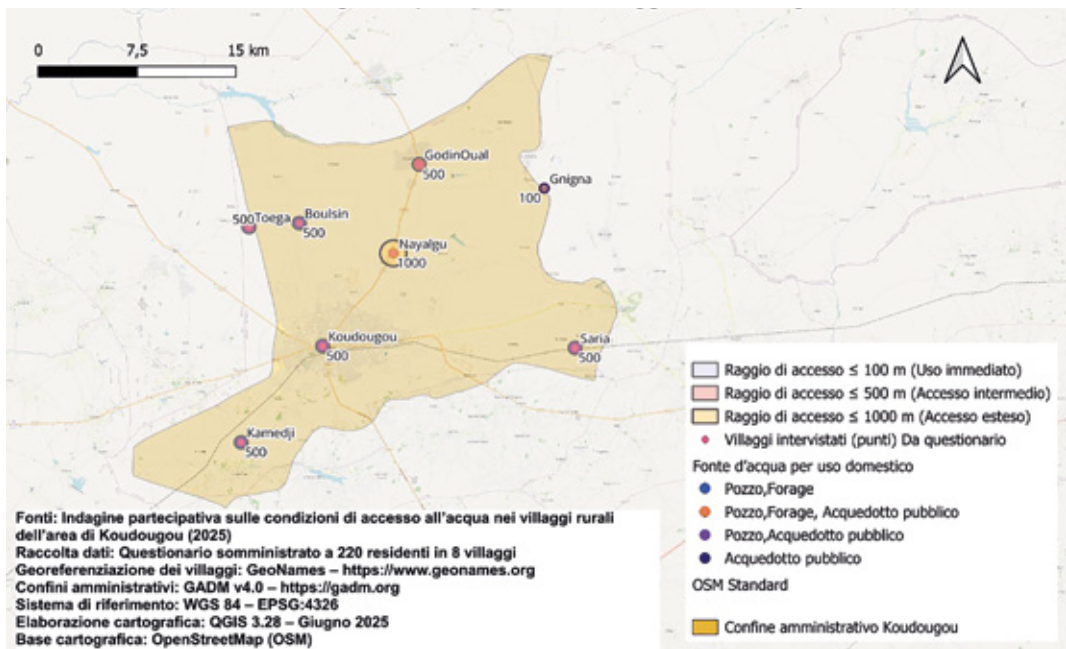 0 7,5 15 km
GodinOual
500
Gnigna
100
500 Toega
Boulsin
500
Nayalgu
1000
Koudougou
500
Saria
500
Kamedji
500
Raggio di accesso ≤ 100 m (Uso immediato)
Raggio di accesso ≤ 500 m (Accesso intermedio)
Raggio di accesso ≤ 1000 m (Accesso esteso)
Villaggi intervistati (punti) Da questionario
Fonte d'acqua per uso domestico
Pozzo,Forage
Pozzo,Forage, Acquedotto pubblico
Pozzo,Acquedotto pubblico
Acquedotto pubblico
OSM Standard
Confine amministrativo Koudougou
Fonti: Indagine partecipativa sulle condizioni di accesso all'acqua nei villaggi rurali
dell'area di Koudougou (2025)
Raccolta dati: Questionario somministrato a 220 residenti in 8 villaggi
Georeferenziazione dei villaggi: GeoNames – https://www.geonames.org
Confini amministrativi: GADM v4.0 – https://gadm.org
Sistema di riferimento: WGS 84 – EPSG:4326
Elaborazione cartografica: QGIS 3.28 – Giugno 2025
Base cartografica: OpenStreetMap (OSM)